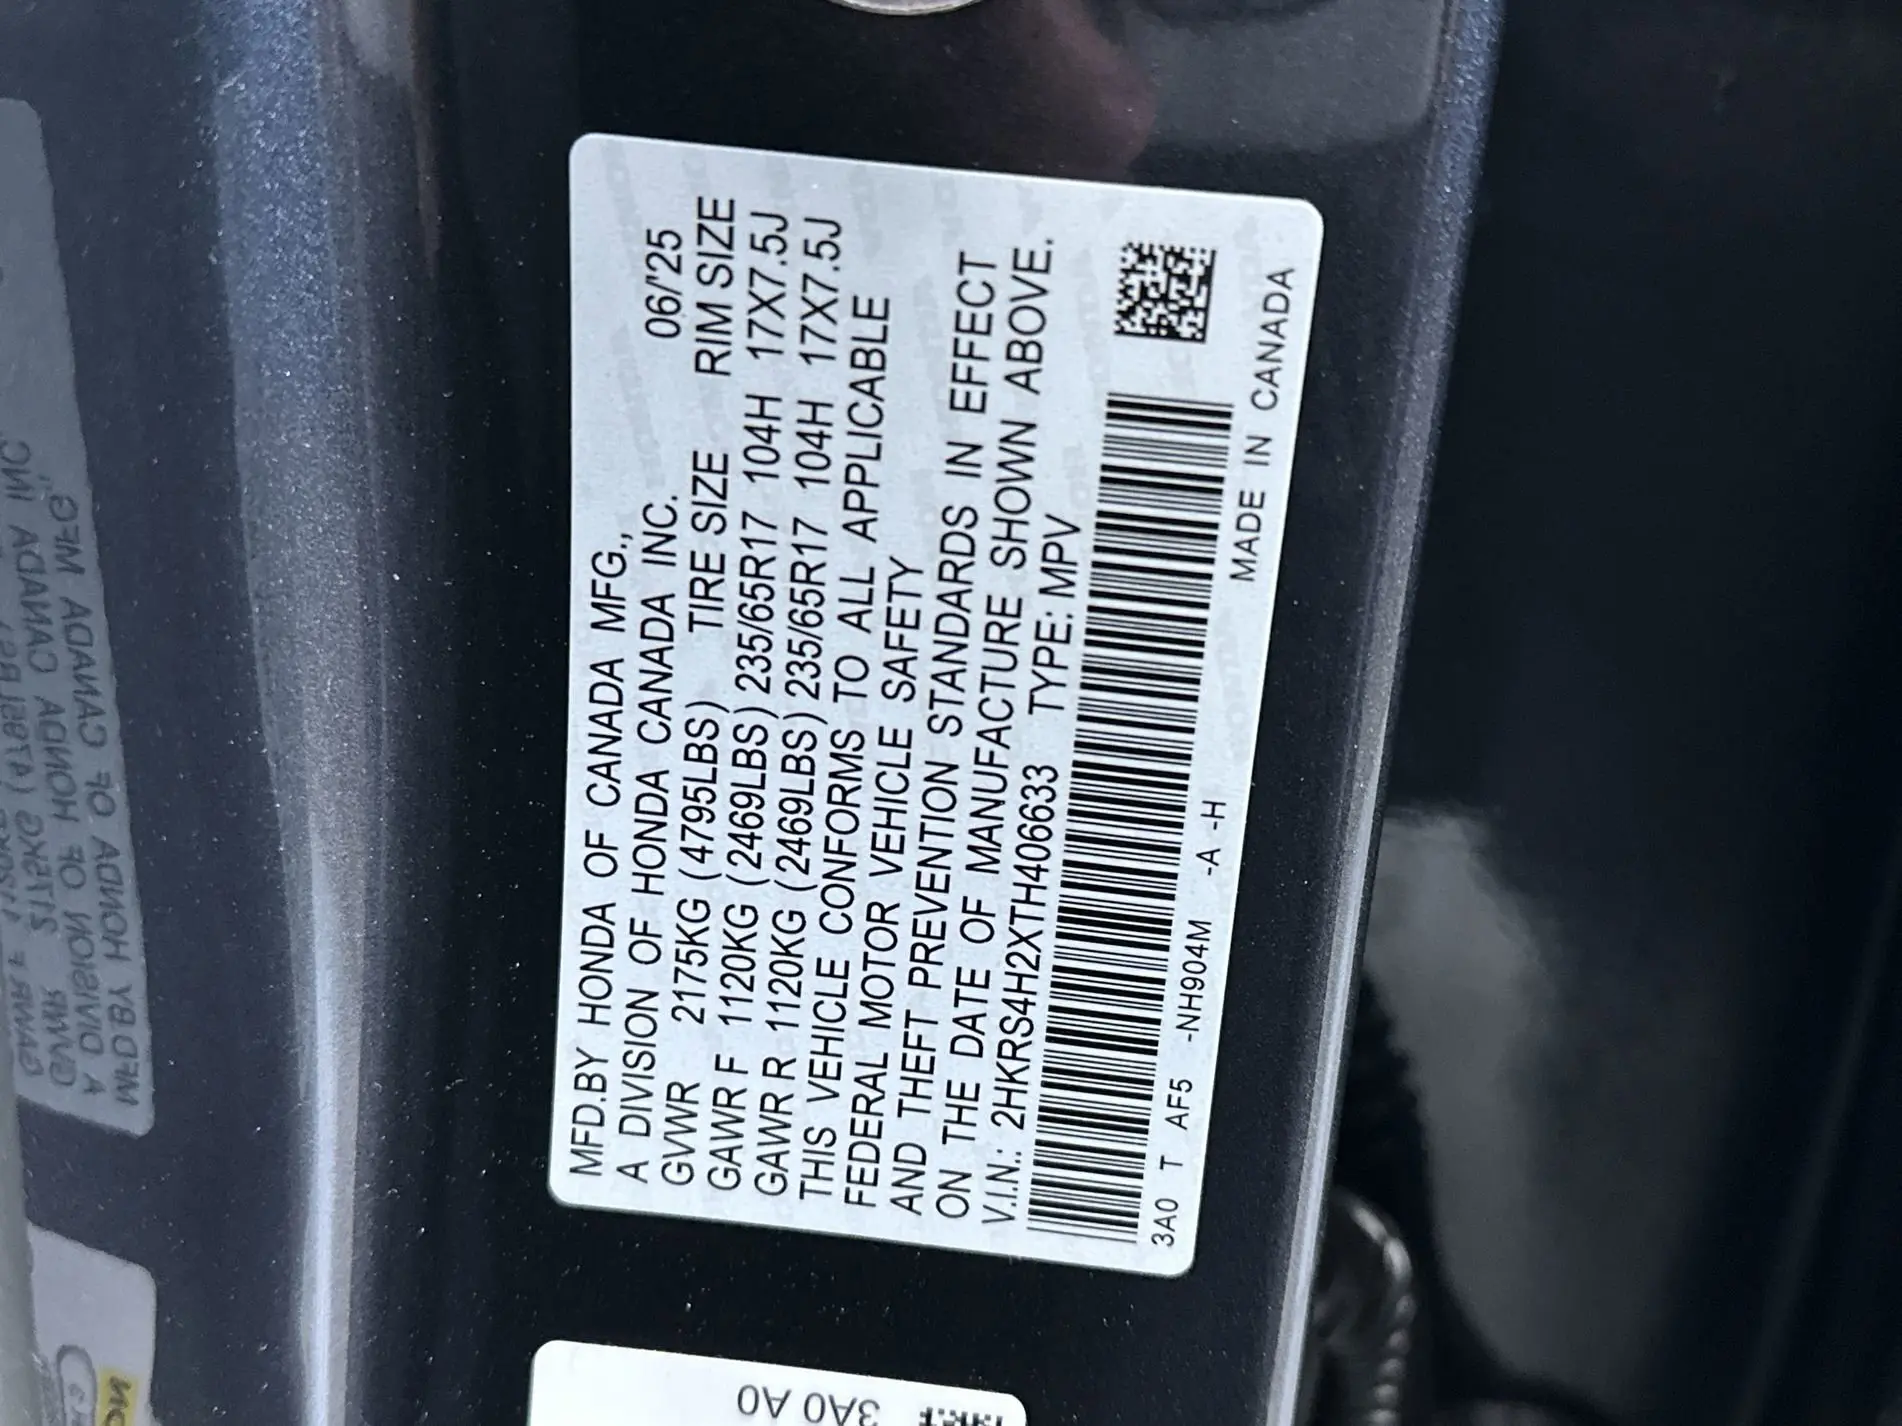 MFD.BY HONDA OF CANADA MFG.,
A DIVISION OF HONDA CANADA INC. 06/'25
GVWR 2175KG (4795LBS) TIRE SIZE RIM SIZE
GAWR F 1120KG (2469LBS) 235/65R17 104H 17X7.5J
GAWR R 1120KG (2469LBS) 235/65R17 104H 17X7.5J
THIS VEHICLE CONFORMS TO ALL APPLICABLE
FEDERAL MOTOR VEHICLE SAFETY
AND THEFT PREVENTION STANDARDS IN EFFECT
ON THE DATE OF MANUFACTURE SHOWN ABOVE.
V.I.N.: 2HKRS4H2XTH406633 TYPE: MPV
3A0 T AF5 -NH904M -A -H MADE IN CANADA
3A0 A0